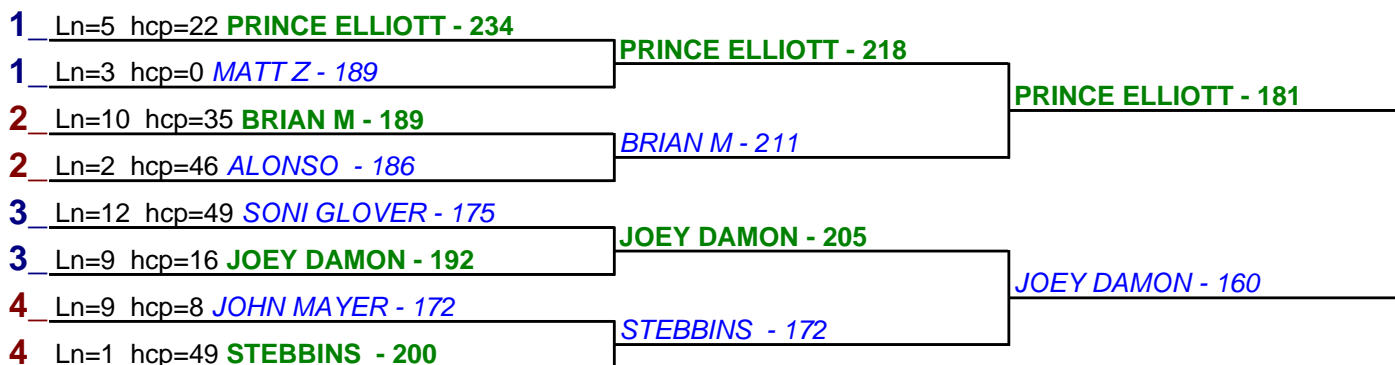 1_ Ln=5 hcp=22 PRINCE ELLIOTT - 234
1_ Ln=3 hcp=0 MATT Z - 189
2_ Ln=10 hcp=35 BRIAN M - 189
2_ Ln=2 hcp=46 ALONSO - 186
3_ Ln=12 hcp=49 SONI GLOVER - 175
3_ Ln=9 hcp=16 JOEY DAMON - 192
4_ Ln=9 hcp=8 JOHN MAYER - 172
4 Ln=1 hcp=49 STEBBINS - 200
PRINCE ELLIOTT - 218
BRIAN M - 211
JOEY DAMON - 205
STEBBINS - 172
PRINCE ELLIOTT - 181
JOEY DAMON - 160